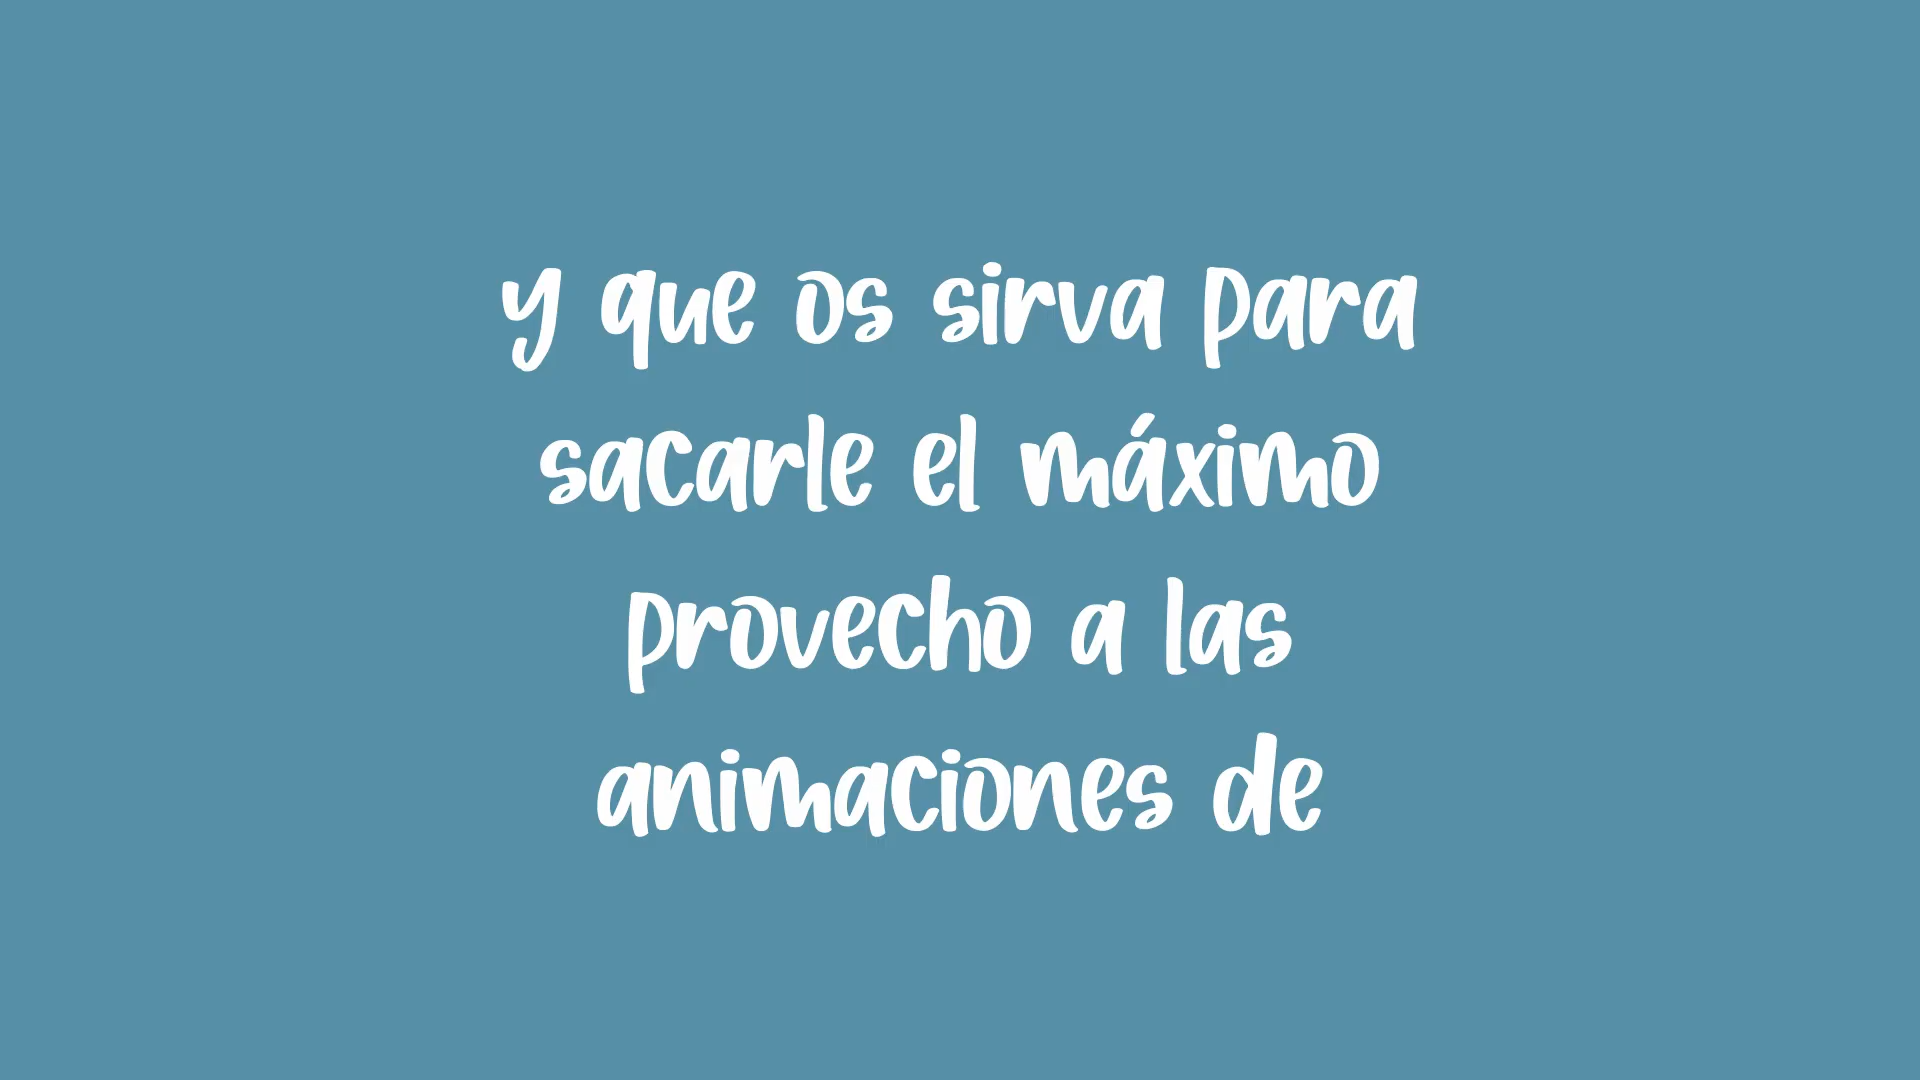 y que os sirva para
sacarle el máximo
provecho a las
animaciones de